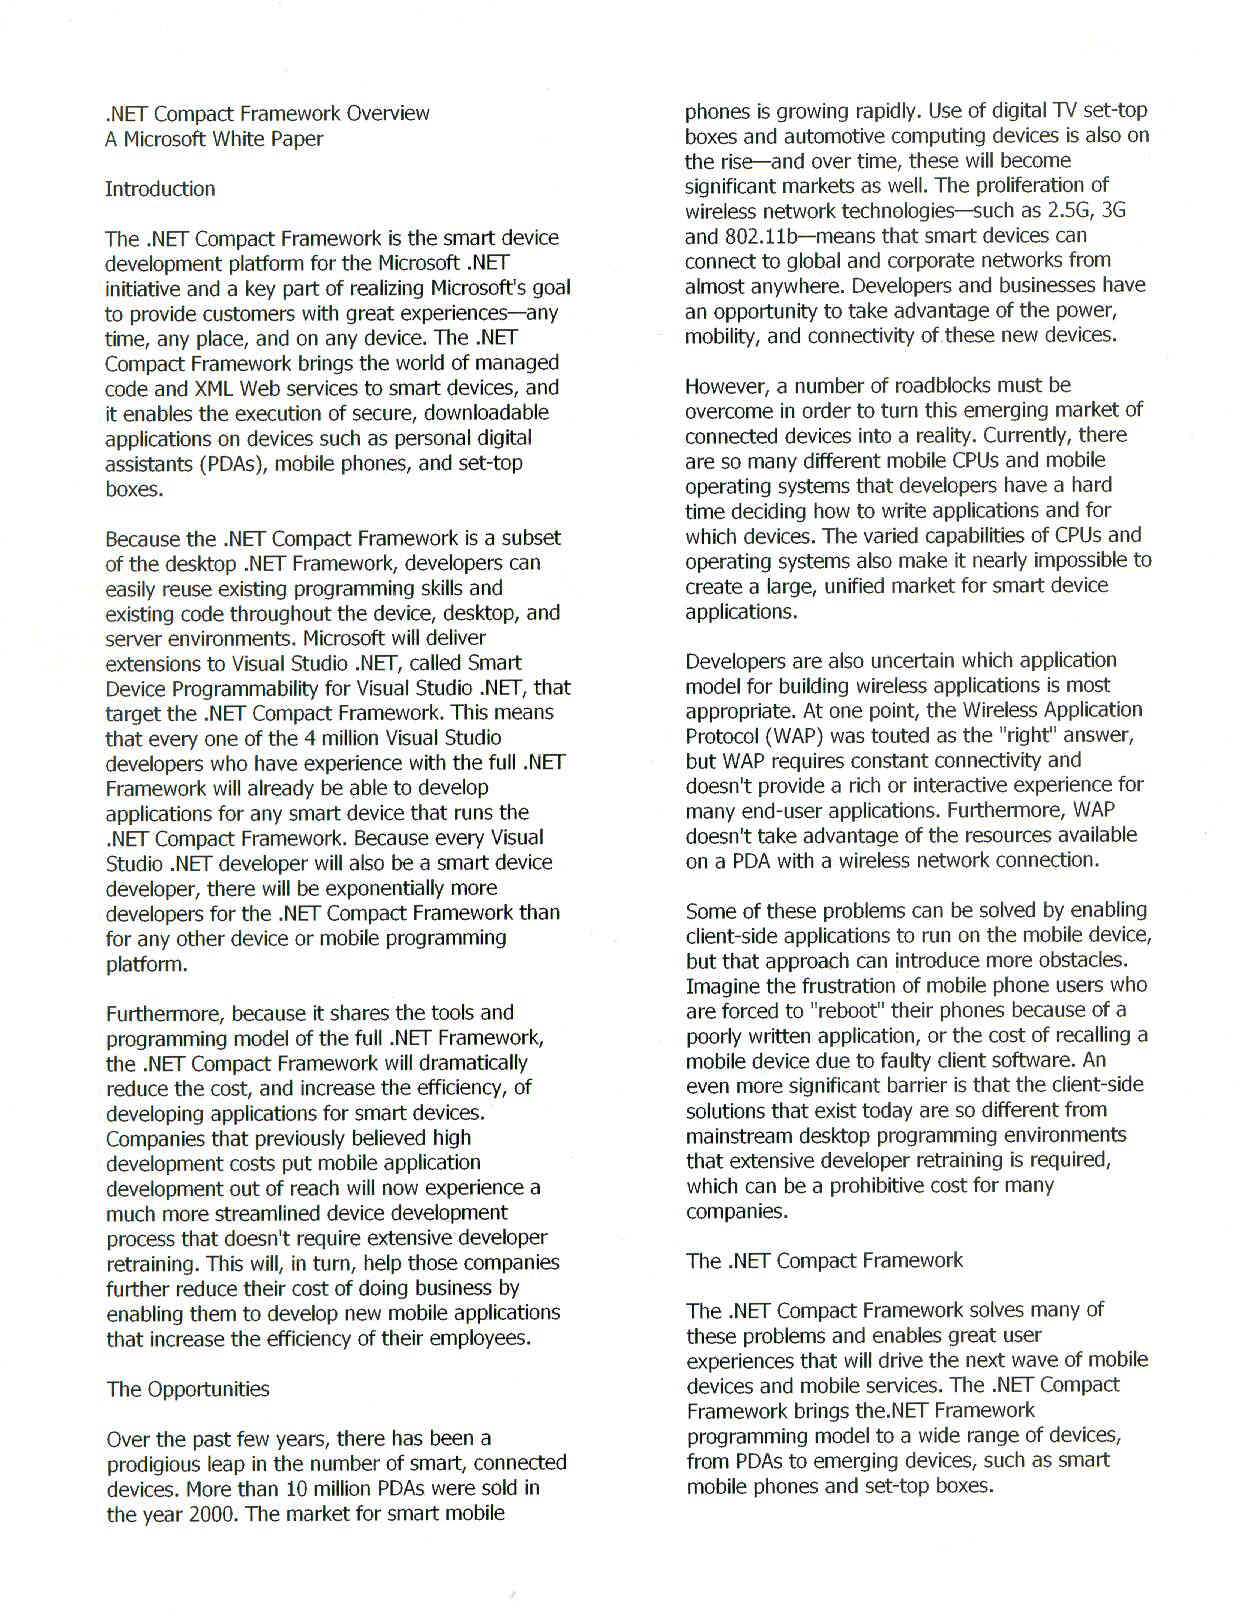 .NET Compact Framework Overview
A Microsoft White Paper
Introduction
The .NET Compact Framework is the smart device
development platform for the Microsoft .NET
initiative and a key part of realizing Microsoft's goal
to provide customers with great experiences—any
time, any place, and on any device. The .NET
Compact Framework brings the world of managed
code and XML Web services to smart devices, and
it enables the execution of secure, downloadable
applications on devices such as personal digital
assistants (PDAs), mobile phones, and set-top
boxes.
Because the .NET Compact Framework is a subset
of the desktop .NET Framework, developers can
easily reuse existing programming skills and
existing code throughout the device, desktop, and
server environments. Microsoft will deliver
extensions to Visual Studio .NET, called Smart
Device Programmability for Visual Studio .NET, that
target the .NET Compact Framework. This means
that every one of the 4 million Visual Studio
developers who have experience with the full .NET
Framework will already be able to develop
applications for any smart device that runs the
.NET Compact Framework. Because every Visual
Studio .NET developer will also be a smart device
developer, there will be exponentially more
developers for the .NET Compact Framework than
for any other device or mobile programming
platform.
Furthermore, because it shares the tools and
programming model of the full .NET Framework,
the .NET Compact Framework will dramatically
reduce the cost, and increase the efficiency, of
developing applications for smart devices.
Companies that previously believed high
development costs put mobile application
development out of reach will now experience a
much more streamlined device development
process that doesn't require extensive developer
retraining. This will, in turn, help those companies
further reduce their cost of doing business by
enabling them to develop new mobile applications
that increase the efficiency of their employees.
The Opportunities
Over the past few years, there has been a
prodigious leap in the number of smart, connected
devices. More than 10 million PDAs were sold in
the year 2000. The market for smart mobile
phones is growing rapidly. Use of digital TV set-top
boxes and automotive computing devices is also on
the rise—and over time, these will become
significant markets as well. The proliferation of
wireless network technologies—such as 2.5G, 3G
and 802.11b—means that smart devices can
connect to global and corporate networks from
almost anywhere. Developers and businesses have
an opportunity to take advantage of the power,
mobility, and connectivity of these new devices.
However, a number of roadblocks must be
overcome in order to turn this emerging market of
connected devices into a reality. Currently, there
are so many different mobile CPUs and mobile
operating systems that developers have a hard
time deciding how to write applications and for
which devices. The varied capabilities of CPUs and
operating systems also make it nearly impossible to
create a large, unified market for smart device
applications.
Developers are also uncertain which application
model for building wireless applications is most
appropriate. At one point, the Wireless Application
Protocol (WAP) was touted as the "right" answer,
but WAP requires constant connectivity and
doesn't provide a rich or interactive experience for
many end-user applications. Furthermore, WAP
doesn't take advantage of the resources available
on a PDA with a wireless network connection.
Some of these problems can be solved by enabling
client-side applications to run on the mobile device,
but that approach can introduce more obstacles.
Imagine the frustration of mobile phone users who
are forced to "reboot" their phones because of a
poorly written application, or the cost of recalling a
mobile device due to faulty client software. An
even more significant barrier is that the client-side
solutions that exist today are so different from
mainstream desktop programming environments
that extensive developer retraining is required,
which can be a prohibitive cost for many
companies.
The .NET Compact Framework
The .NET Compact Framework solves many of
these problems and enables great user
experiences that will drive the next wave of mobile
devices and mobile services. The .NET Compact
Framework brings the.NET Framework
programming model to a wide range of devices,
from PDAs to emerging devices, such as smart
mobile phones and set-top boxes.